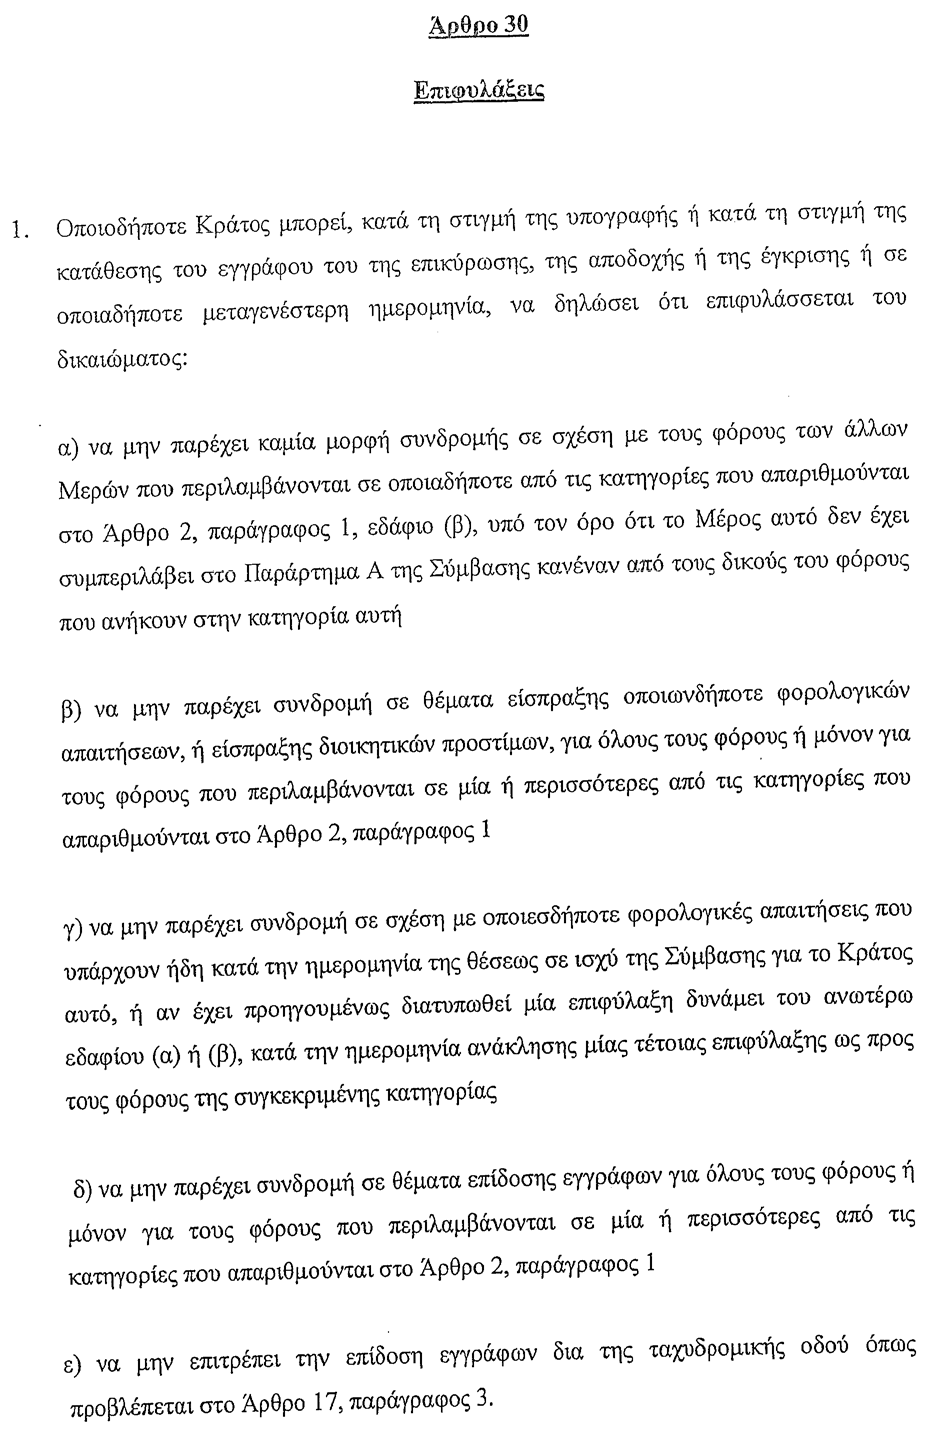 Άρθρο 30
Επιφυλάξεις
1. Οποιοδήποτε Κράτος μπορεί, κατά τη στιγμή της υπογραφής ή κατά τη στιγμή της
κατάθεσης του εγγράφου του της επικύρωσης, της αποδοχής ή της έγκρισης ή σε
οποιαδήποτε μεταγενέστερη ημερομηνία, να δηλώσει ότι επιφυλάσσεται του
δικαιώματος:
α) να μην παρέχει καμία μορφή συνδρομής σε σχέση με τους φόρους των άλλων
Μερών που περιλαμβάνονται σε οποιαδήποτε από τις κατηγορίες που απαριθμούνται
στο Άρθρο 2, παράγραφος 1, εδάφιο (β), υπό τον όρο ότι το Μέρος αυτό δεν έχει
συμπεριλάβει στο Παράρτημα Α της Σύμβασης κανέναν από τους δικούς του φόρους
που ανήκουν στην κατηγορία αυτή
β) να μην παρέχει συνδρομή σε θέματα είσπραξης οποιωνδήποτε φορολογικών
απαιτήσεων, ή είσπραξης διοικητικών προστίμων, για όλους τους φόρους ή μόνον για
τους φόρους που περιλαμβάνονται σε μία ή περισσότερες από τις κατηγορίες που
απαριθμούνται στο Άρθρο 2, παράγραφος 1
γ) να μην παρέχει συνδρομή σε σχέση με οποιεσδήποτε φορολογικές απαιτήσεις που
υπάρχουν ήδη κατά την ημερομηνία της θέσεως σε ισχύ της Σύμβασης για το Κράτος
αυτό, ή αν έχει προηγουμένως διατυπωθεί μία επιφύλαξη δυνάμει του ανωτέρω
εδαφίου (α) ή (β), κατά την ημερομηνία ανάκλησης μίας τέτοιας επιφύλαξης ως προς
τους φόρους της συγκεκριμένης κατηγορίας
δ) να μην παρέχει συνδρομή σε θέματα επίδοσης εγγράφων για όλους τους φόρους ή
μόνον για τους φόρους που περιλαμβάνονται σε μία ή περισσότερες από τις
κατηγορίες που απαριθμούνται στο Άρθρο 2, παράγραφος 1
ε) να μην επιτρέπει την επίδοση εγγράφων δια της ταχυδρομικής οδού όπως
προβλέπεται στο Άρθρο 17, παράγραφος 3.